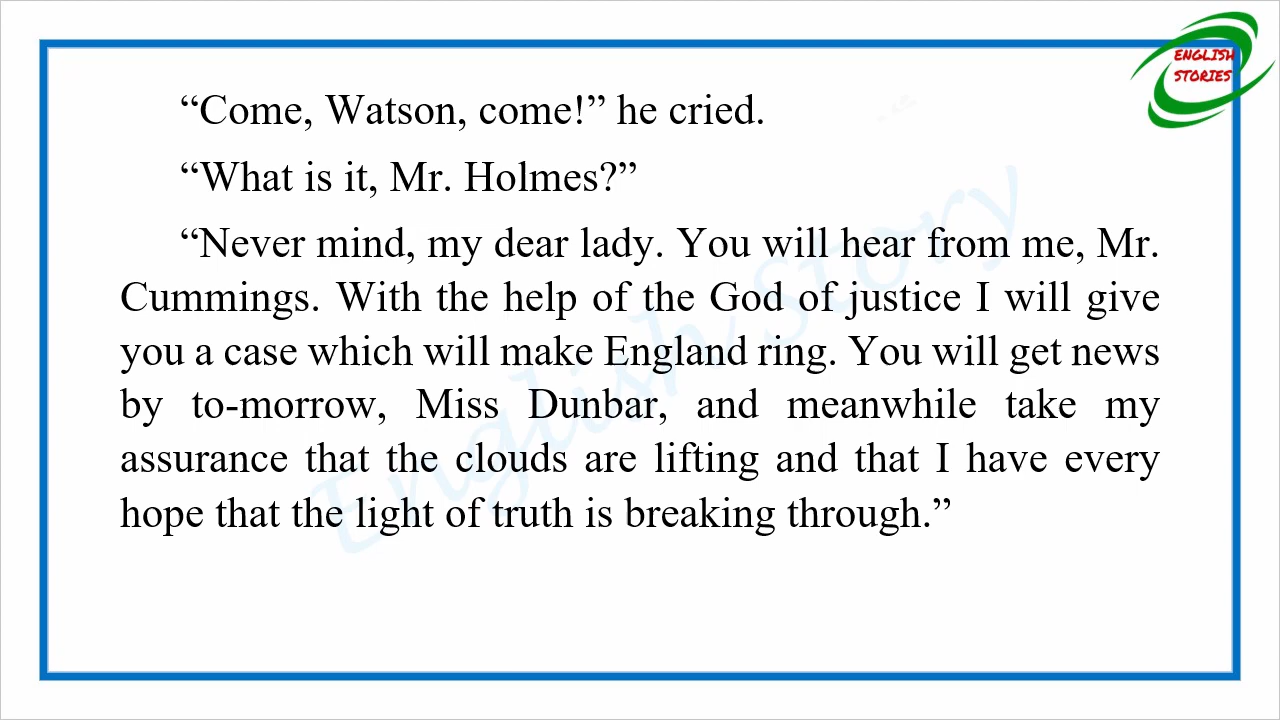 ENGLISH
STORIES
“Come, Watson, come!” he cried.
“What is it, Mr. Holmes?”
“Never mind, my dear lady. You will hear from me, Mr.
Cummings. With the help of the God of justice I will give
you a case which will make England ring. You will get news
by to-morrow, Miss Dunbar, and meanwhile take my
assurance that the clouds are lifting and that I have every
hope that the light of truth is breaking through.”
English story